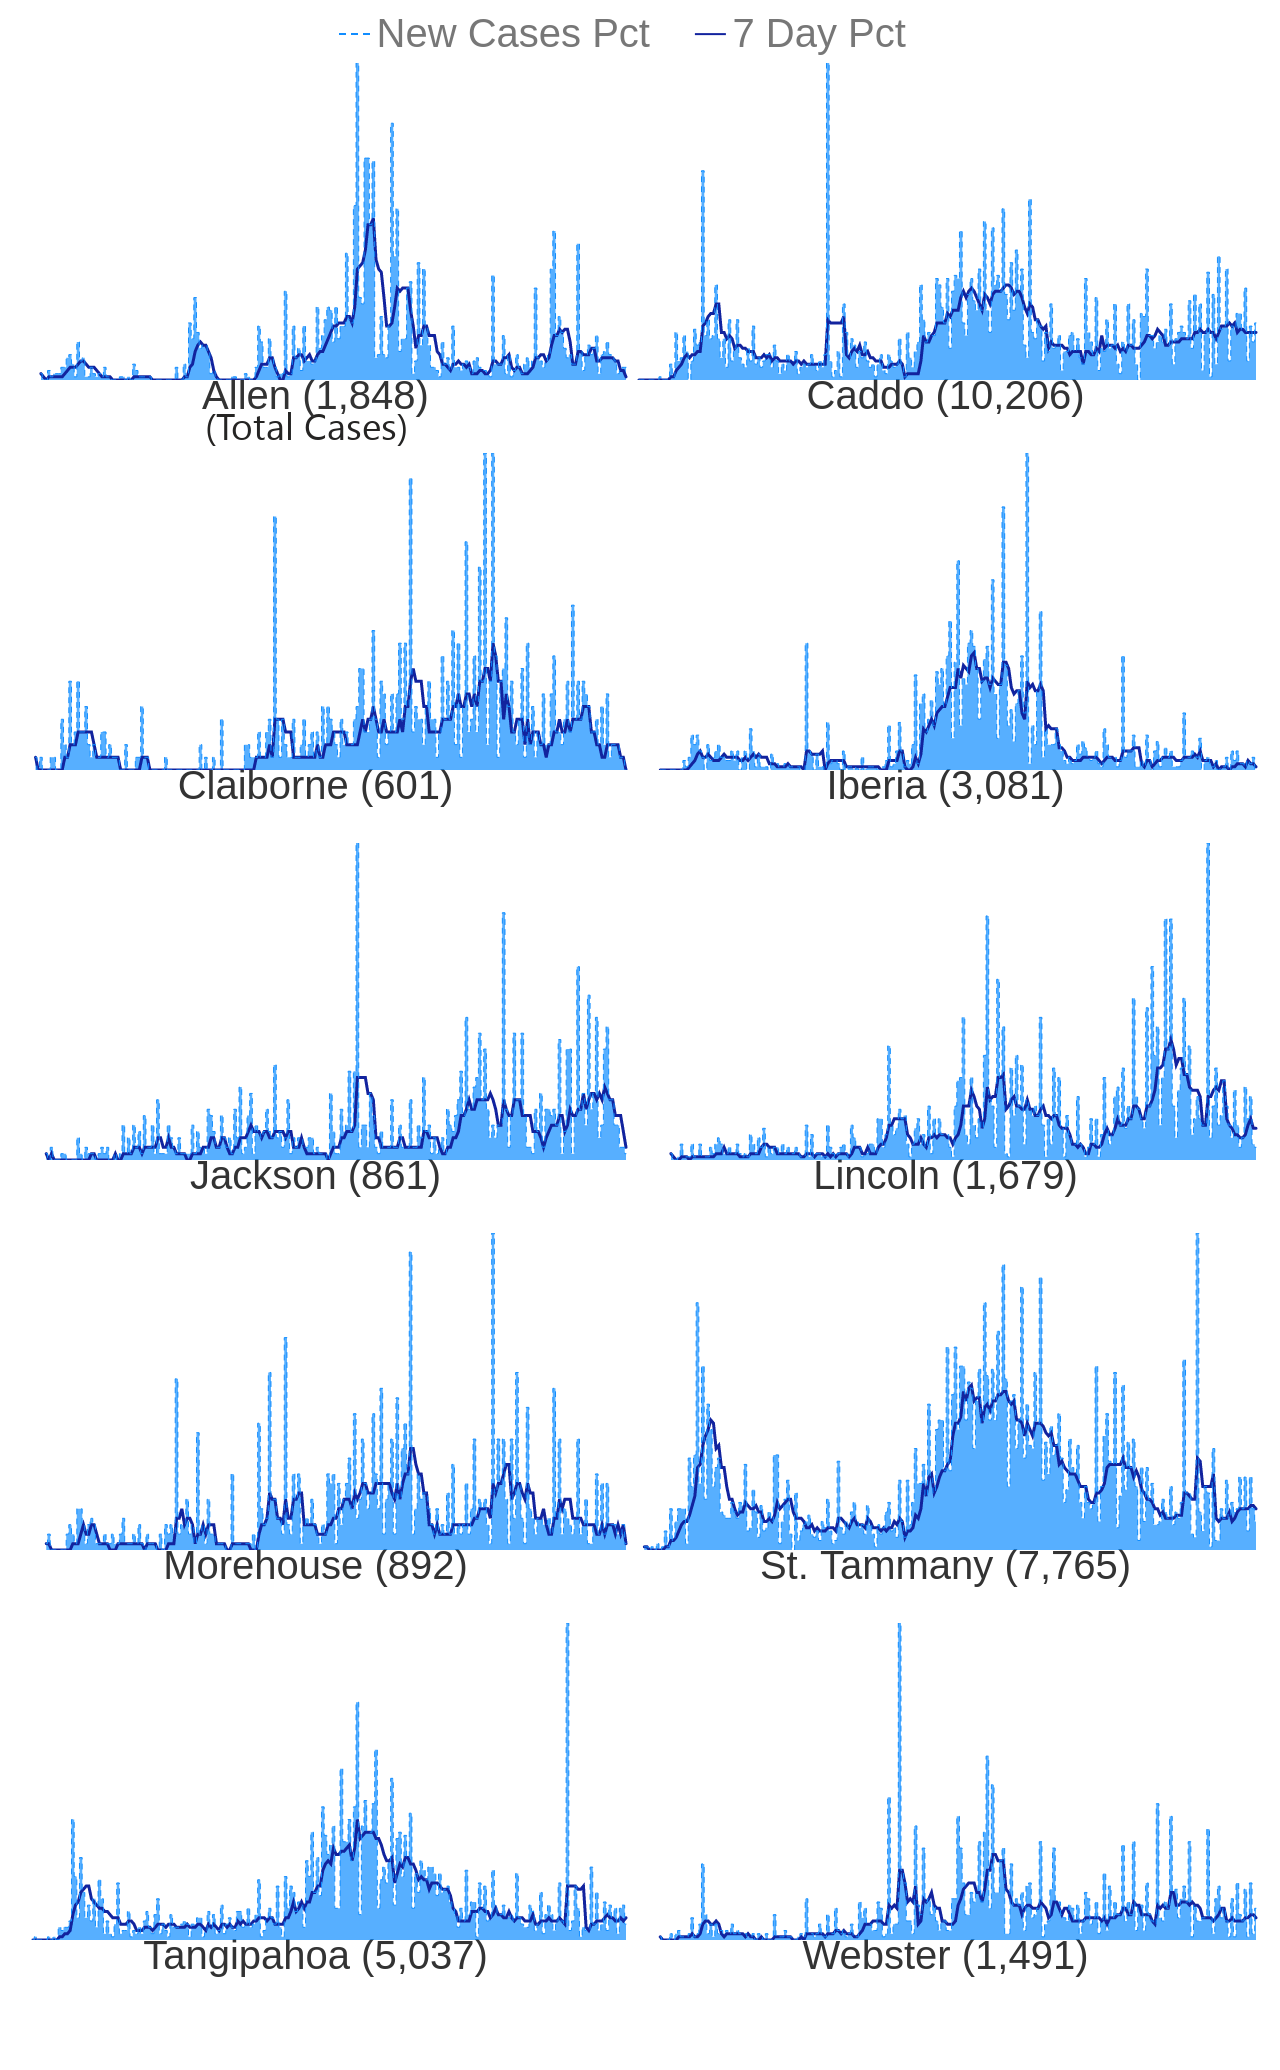 New Cases Pct 7 Day Pct
Allen (1,848) Caddo (10,206)
(Total Cases)
Claiborne (601) Iberia (3,081)
Jackson (861) Lincoln (1,679)
Morehouse (892) St. Tammany (7,765)
Tangipahoa (5,037) Webster (1,491)